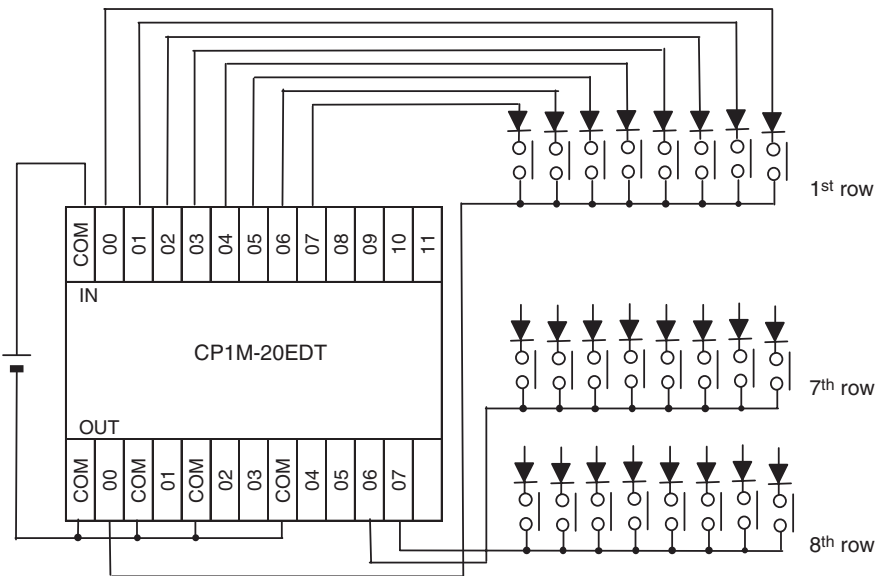 1st row
COM 00 01 02 03 04 05 06 07 08 09 10 11
IN
CP1M-20EDT
7th row
OUT
COM 00 COM 01 COM 02 03 COM 04 05 06 07
8th row